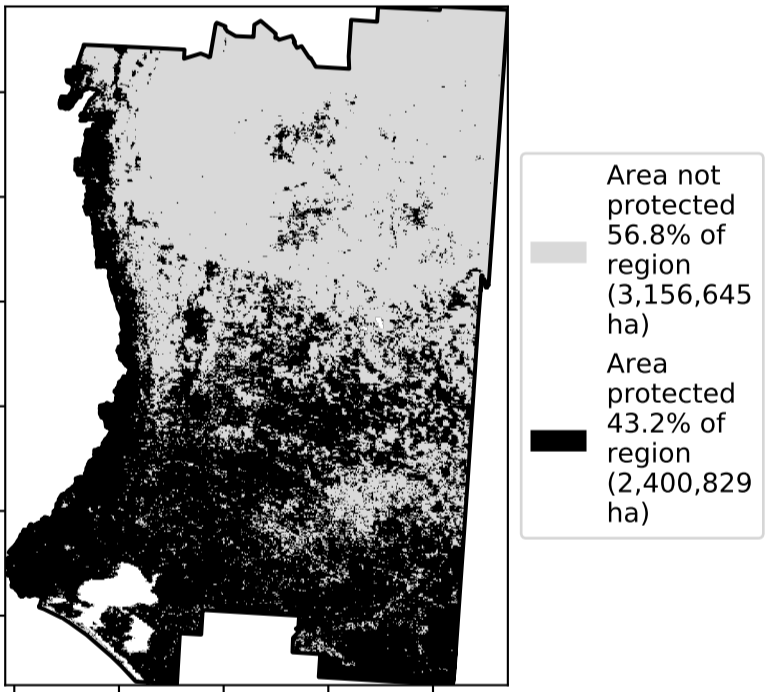 Area not
protected
56.8% of
region
(3,156,645
ha)
Area
protected
43.2% of
region
(2,400,829
ha)